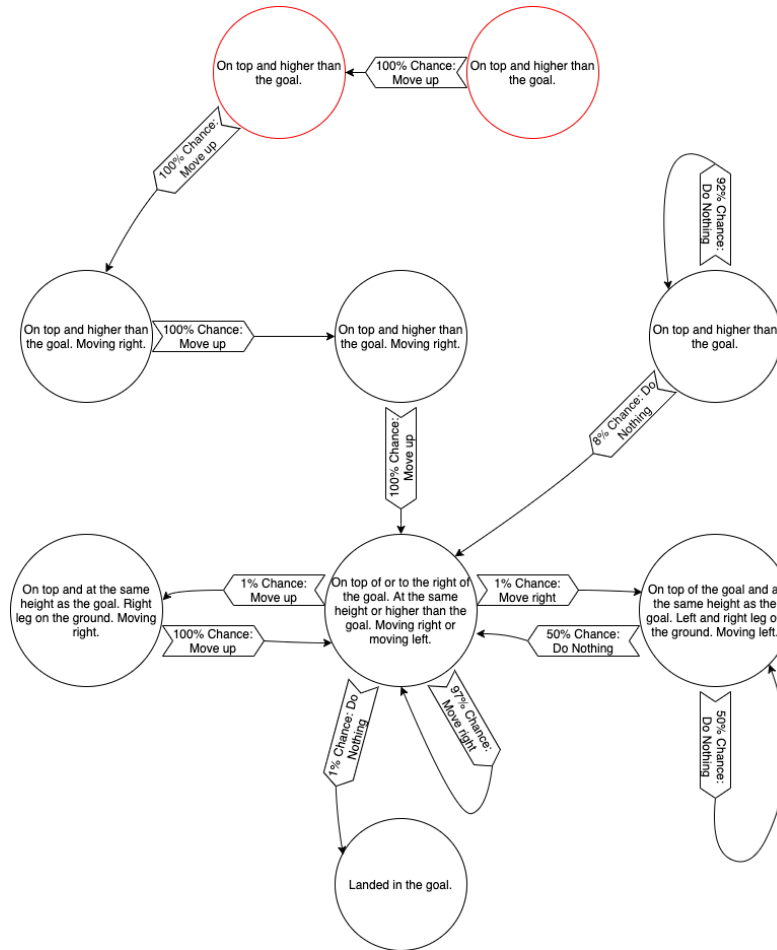 On top and higher than
the goal.
100% Chance:
Move up
On top and higher than
the goal.
100% Chance:
Move up
92% Chance:
Do Nothing
On top and higher than
the goal. Moving right.
100% Chance:
Move up
On top and higher than
the goal. Moving right.
On top and higher than
the goal.
8% Chance: Do
Nothing
100% Chance:
Move up
On top and at the same
height as the goal. Right
leg on the ground. Moving
right.
1% Chance:
Move up
100% Chance:
Move up
On top of or to the right of
the goal. At the same
height or higher than the
goal. Moving right or
moving left.
1% Chance:
Move right
50% Chance:
Do Nothing
On top of the goal and a
the same height as the
goal. Left and right leg o
the ground. Moving left.
1% Chance: Do
Nothing
97% Chance:
Move right
50% Chance:
Do Nothing
Landed in the goal.